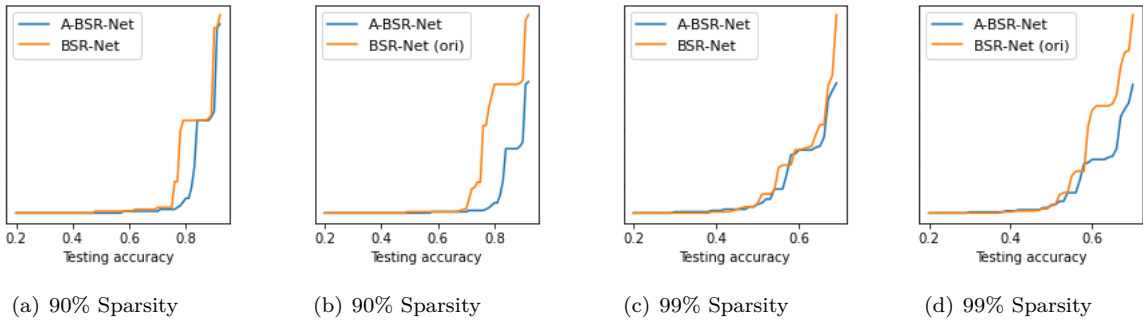 A-BSR-Net
BSR-Net
0.2 0.4 0.6 0.8
Testing accuracy
(a) 90% Sparsity
A-BSR-Net
BSR-Net (ori)
0.2 0.4 0.6 0.8
Testing accuracy
(b) 90% Sparsity
A-BSR-Net
BSR-Net
0.2 0.4 0.6
Testing accuracy
(c) 99% Sparsity
A-BSR-Net
BSR-Net (ori)
0.2 0.4 0.6
Testing accuracy
(d) 99% Sparsity